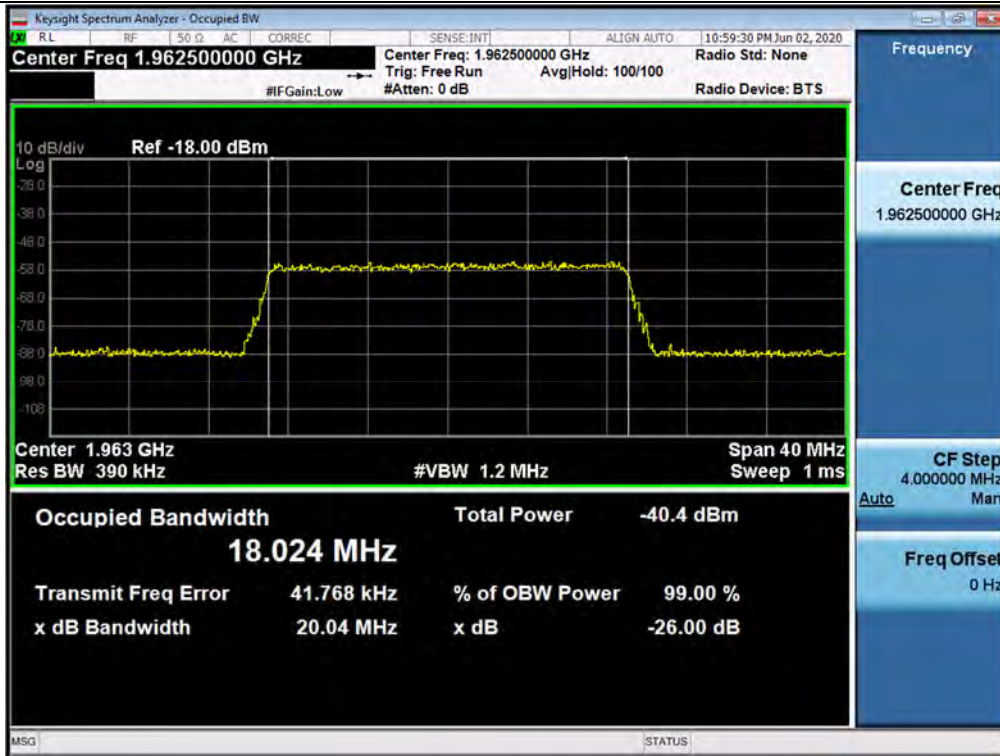 Keysight Spectrum Analyzer - Occupied BW
LXI RL RF 50 Ω AC CORREC SENSE:INT ALIGN AUTO 10:59:30 PM Jun 02, 2020
Center Freq 1.962500000 GHz
Center Freq: 1.962500000 GHz
Radio Std: None
Trig: Free Run Avg|Hold: 100/100
#IFGain:Low #Atten: 0 dB Radio Device: BTS
10 dB/div Ref -18.00 dBm
Log
-28.0
-38.0
-48.0
-58.0
-68.0
-78.0
-88.0
-98.0
-108
Center 1.963 GHz Span 40 MHz
Res BW 390 kHz #VBW 1.2 MHz Sweep 1 ms
Occupied Bandwidth Total Power -40.4 dBm
18.024 MHz
Transmit Freq Error 41.768 kHz % of OBW Power 99.00 %
x dB Bandwidth 20.04 MHz x dB -26.00 dB
MSG STATUS
Frequency
Center Freq
1.962500000 GHz
CF Step
4.000000 MHz
Auto Man
Freq Offset
0 Hz